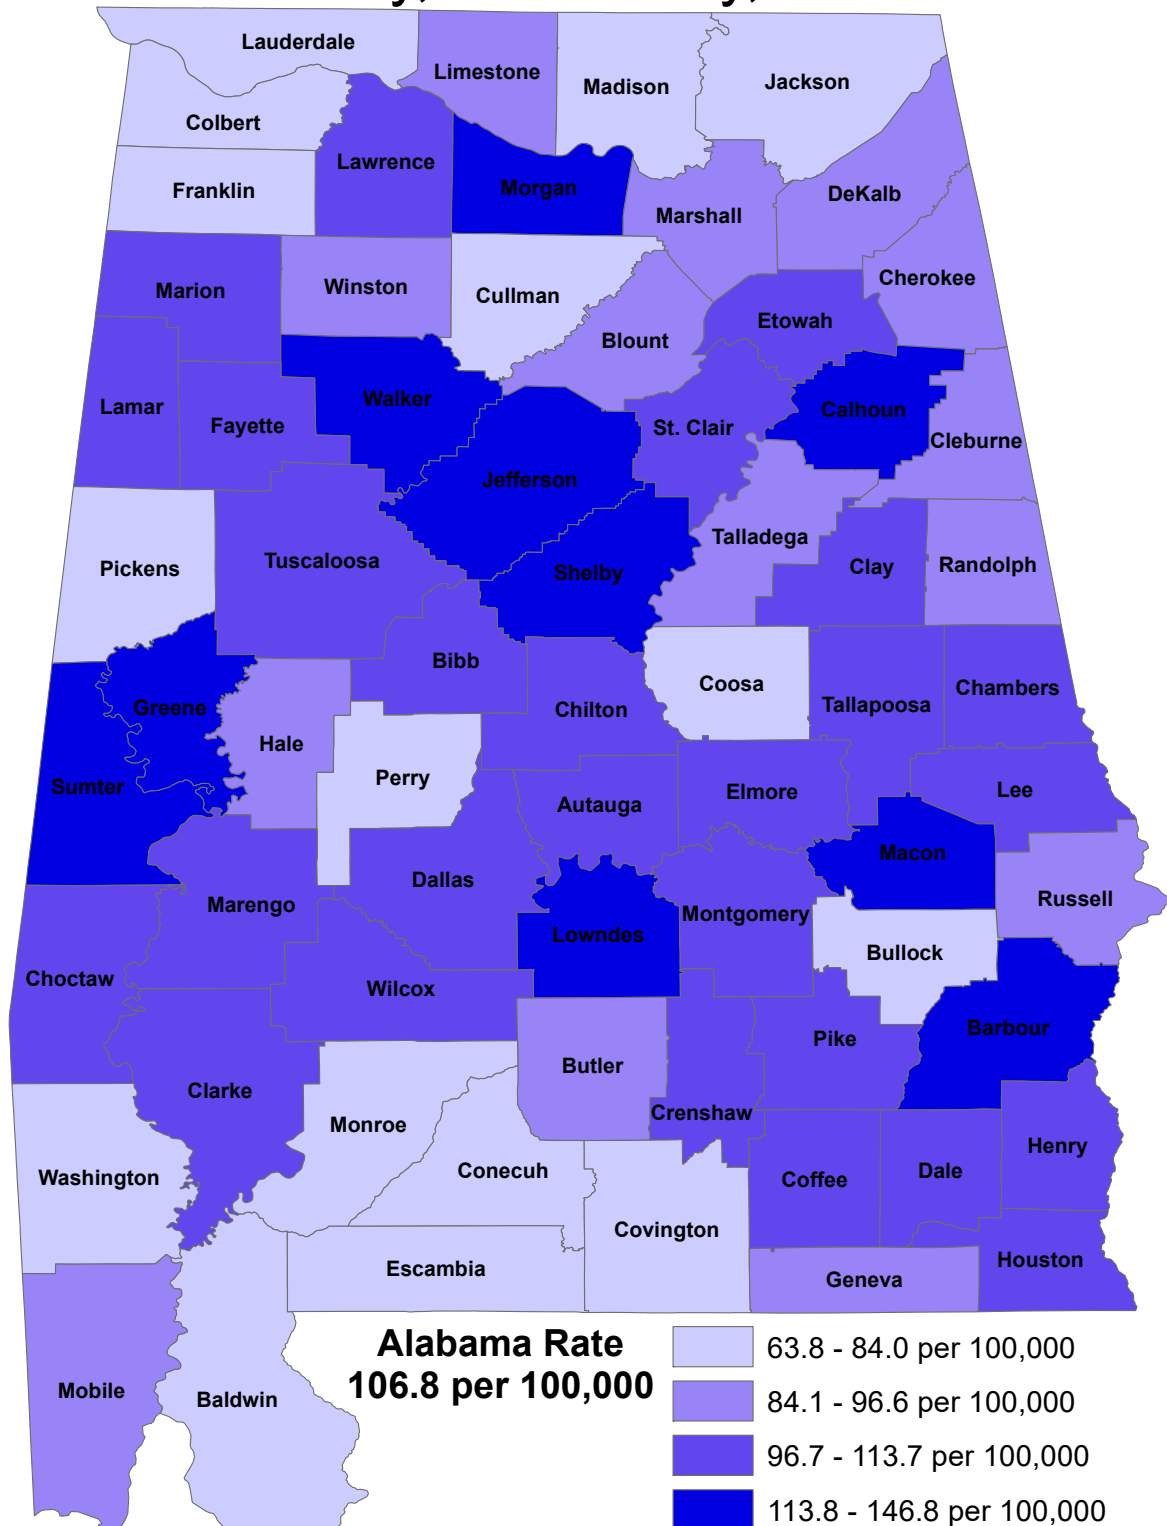 Lauderdale
Limestone
Madison
Jackson
Colbert
Lawrence
Franklin
Morgan
DeKalb
Marshall
Cherokee
Marion
Winston
Cullman
Etowah
Blount
Walker
Lamar
Calhoun
Fayette
St. Clair
Cleburne
Jefferson
Talladega
Tuscaloosa
Randolph
Pickens
Clay
Shelby
Bibb
Coosa
Chambers
Tallapoosa
Greene
Chilton
Hale
Perry
Sumter
Lee
Elmore
Autauga
Macon
Dallas
Russell
Marengo
Montgomery
Lowndes
Bullock
Choctaw
Wilcox
Barbour
Pike
Butler
Clarke
Crenshaw
Monroe
Henry
Conecuh
Dale
Washington
Coffee
Covington
Houston
Escambia
Geneva
Mobile
Baldwin
Alabama Rate
106.8 per 100,000
63.8 - 84.0 per 100,000
84.1 - 96.6 per 100,000
96.7 - 113.7 per 100,000
113.8 - 146.8 per 100,000